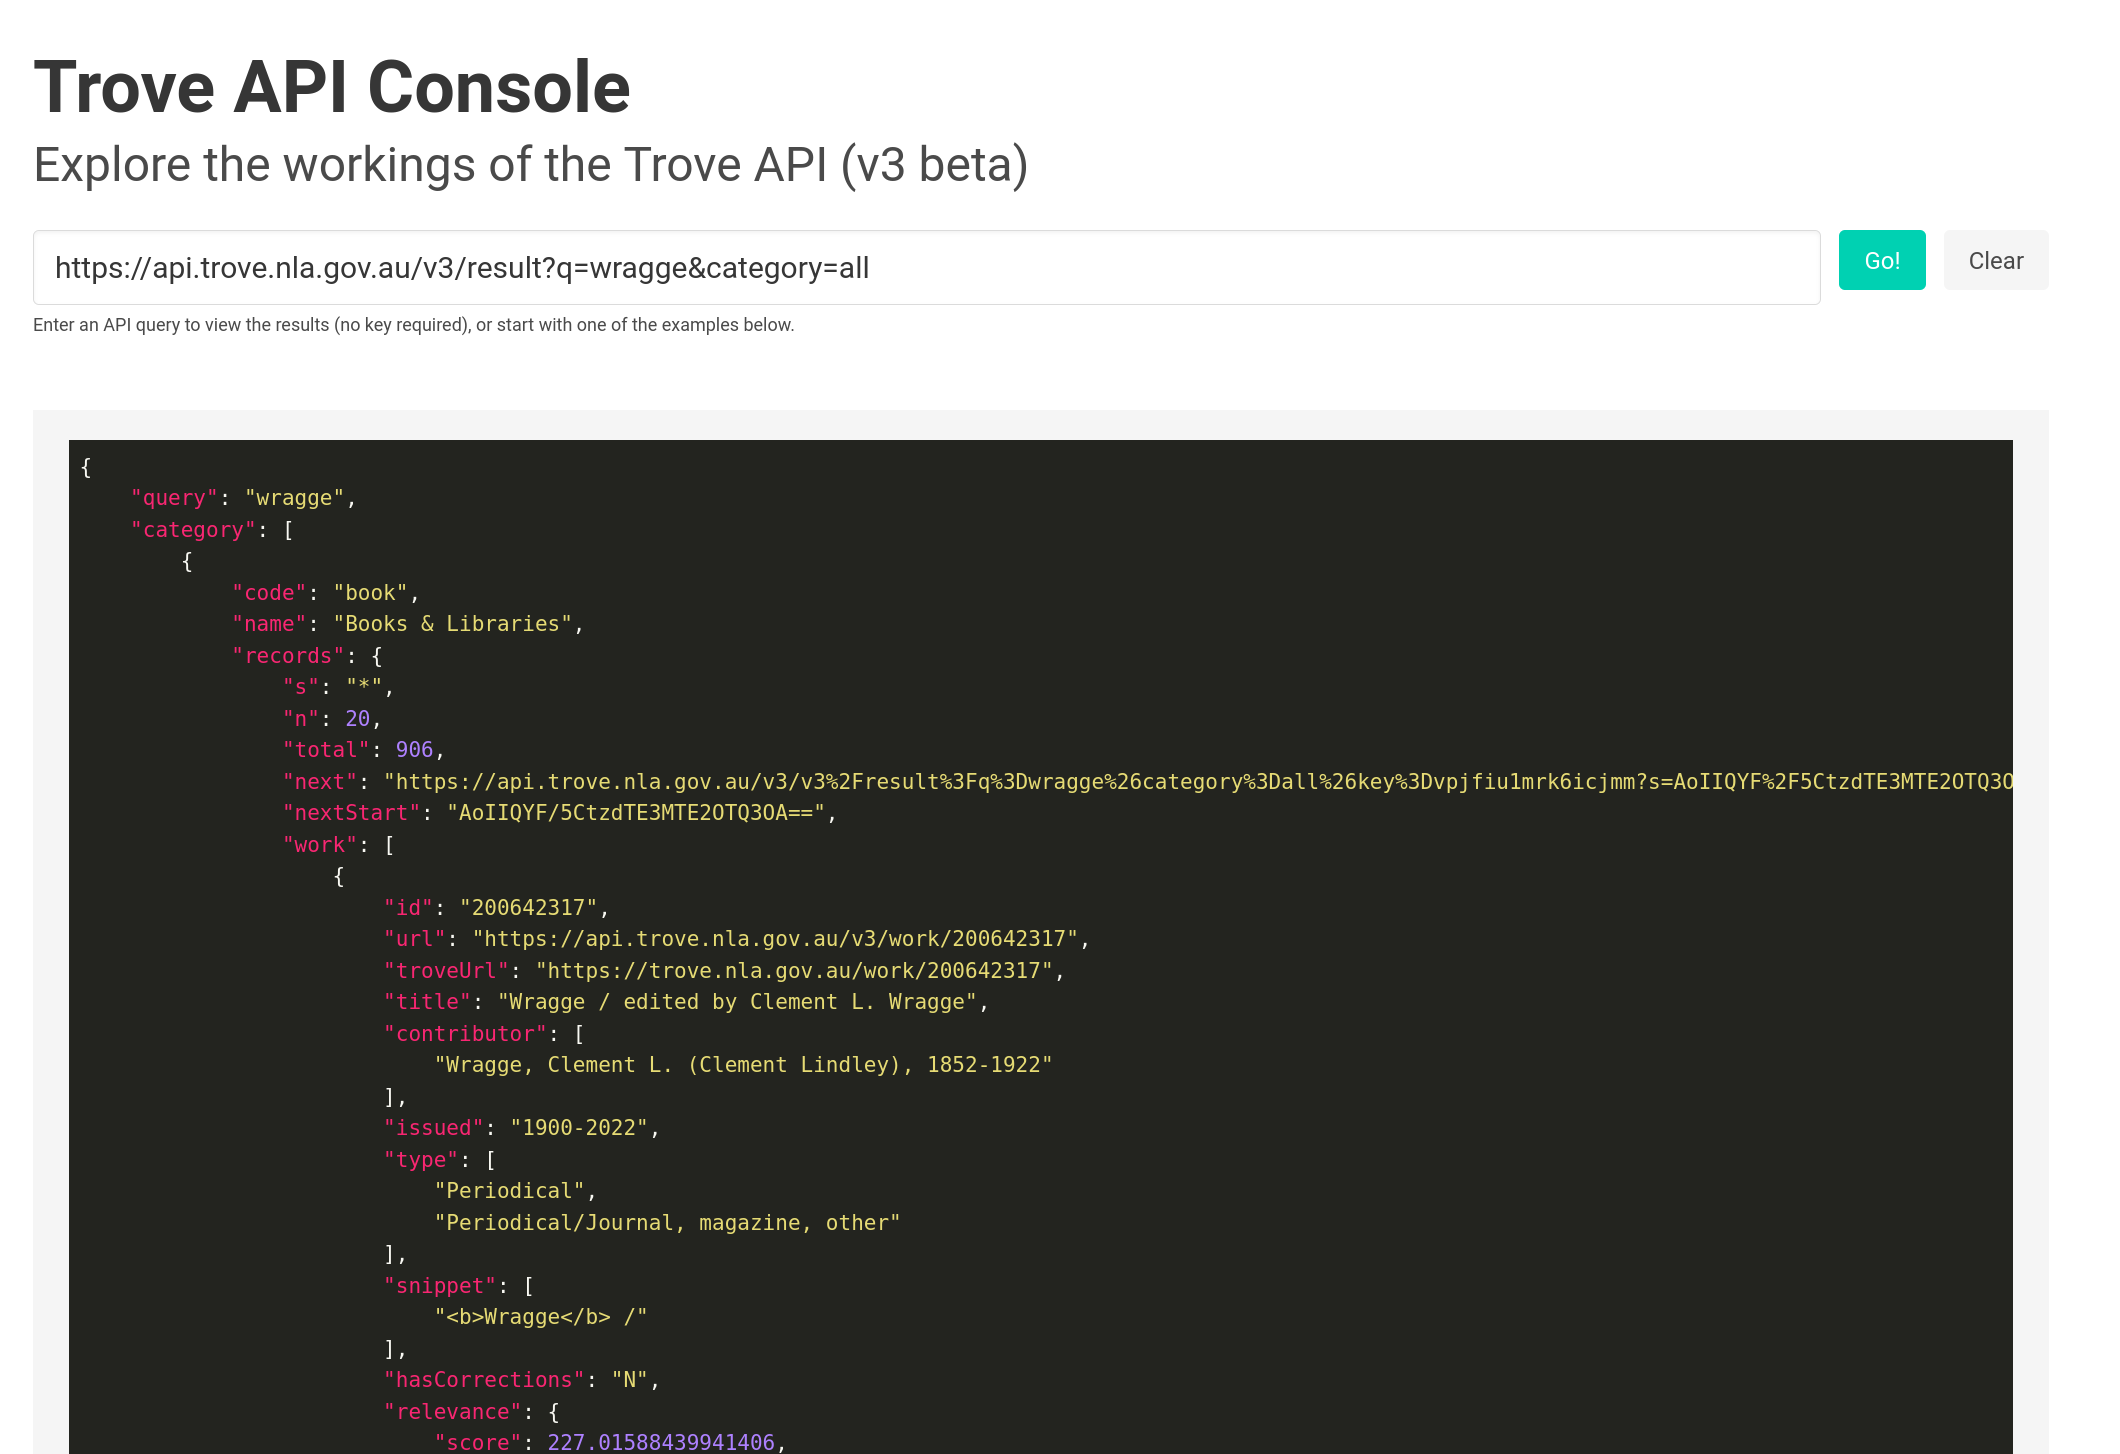 Trove API Console
Explore the workings of the Trove API (v3 beta)
https://api.trove.nla.gov.au/v3/result?q=wragge&category=all
Go!
Clear
Enter an API query to view the results (no key required), or start with one of the examples below.
{
"query": "wragge",
"category": [
{
"code": "book",
"name": "Books & Libraries",
"records": {
"s": "*",
"n": 20,
"total": 906,
"next": "https://api.trove.nla.gov.au/v3/v3%2Fresult%3Fq%3Dwragge%26category%3Dall%26key%3Dvpjfiu1mrk6icjmm?s=AoIIQYF%2F5CtzdTE3MTE2OTQ3O
"nextStart": "AoIIQYF/5CtzdTE3MTE2OTQ3OA==",
"work": [
{
"id": "200642317",
"url": "https://api.trove.nla.gov.au/v3/work/200642317",
"troveUrl": "https://trove.nla.gov.au/work/200642317",
"title": "Wragge / edited by Clement L. Wragge",
"contributor": [
"Wragge, Clement L. (Clement Lindley), 1852-1922"
],
"issued": "1900-2022",
"type": [
"Periodical",
"Periodical/Journal, magazine, other"
],
"snippet": [
"<b>Wragge</b> /"
],
"hasCorrections": "N",
"relevance": {
"score": 227.01588439941406,